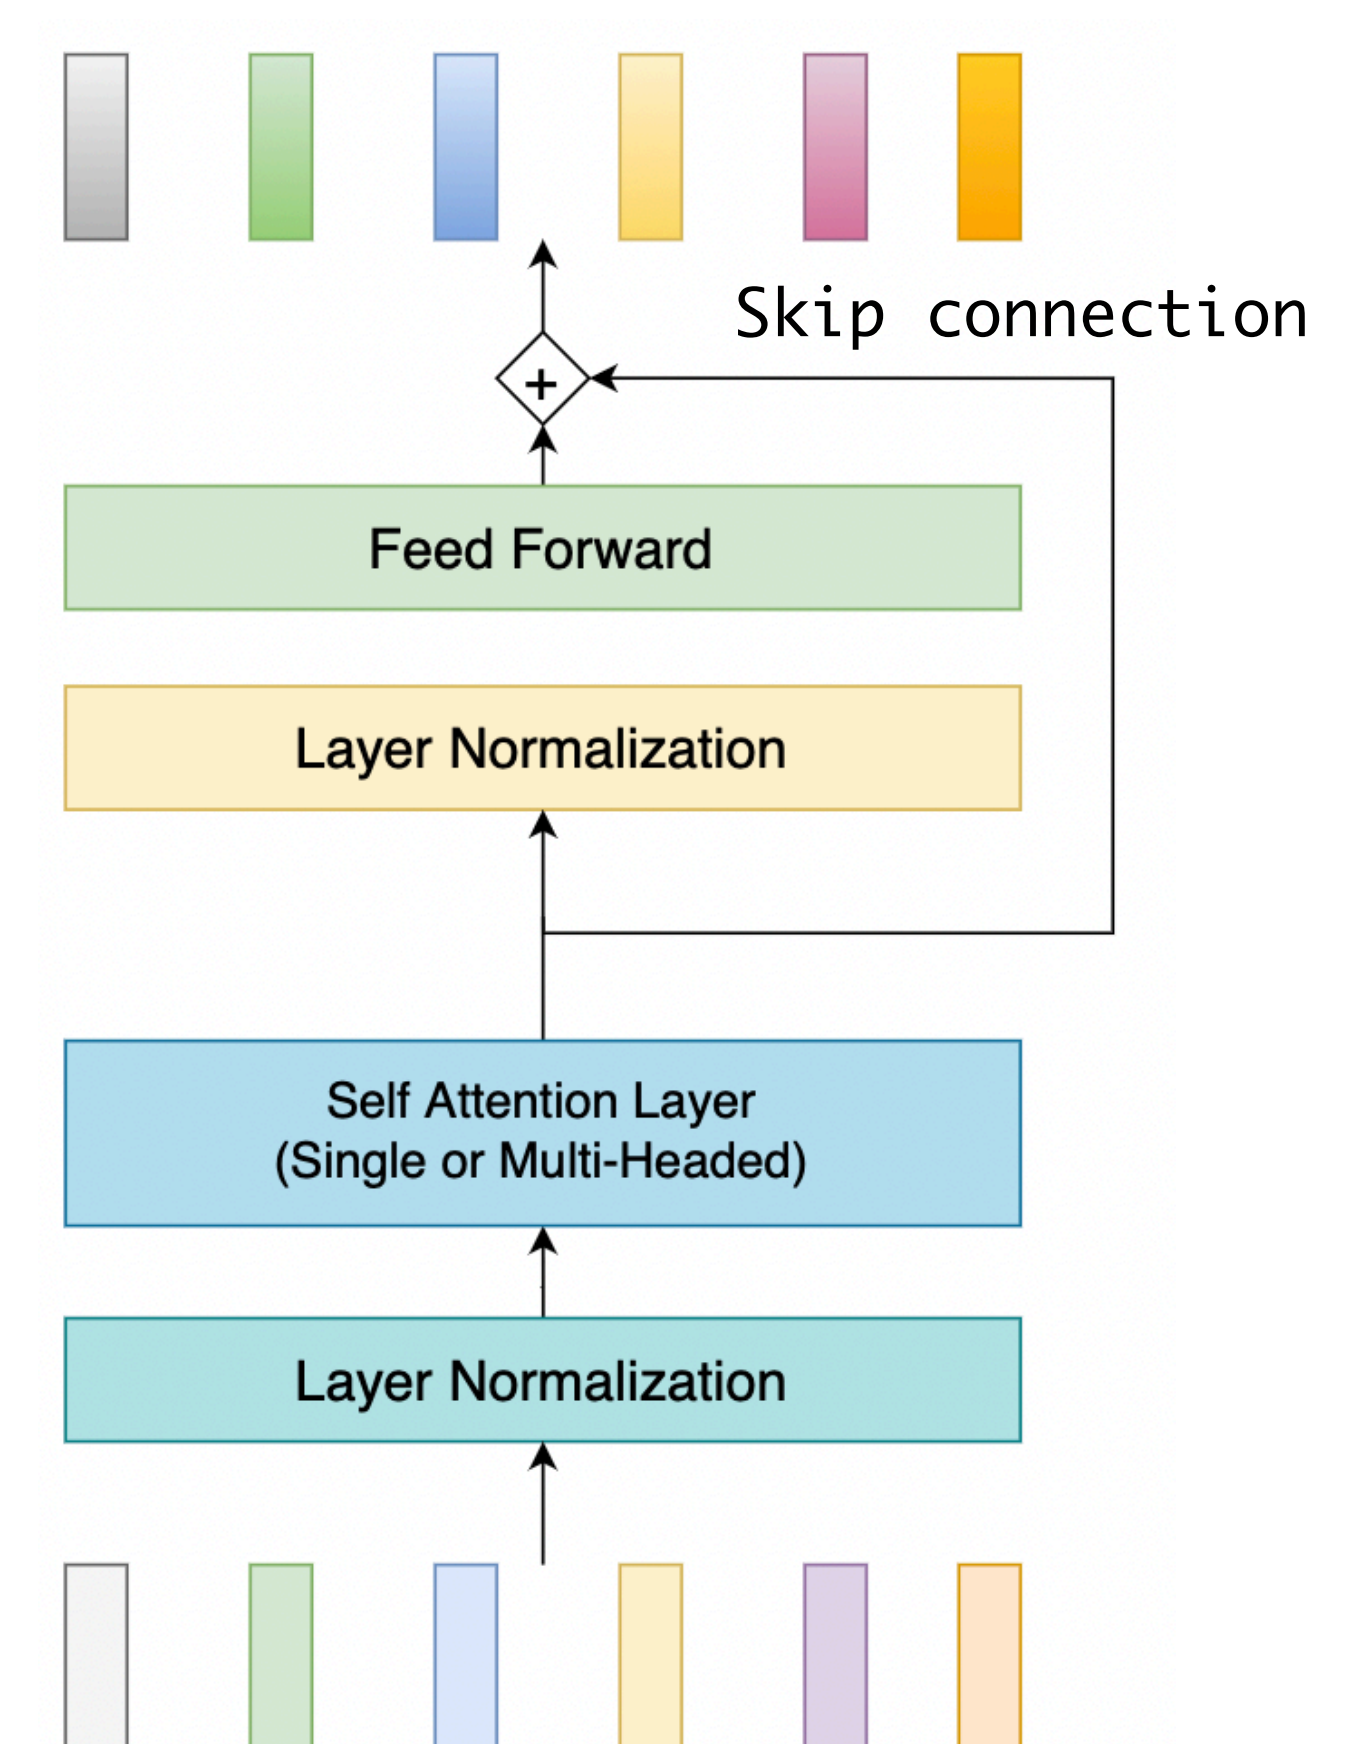 Skip connection
+
Feed Forward
Layer Normalization
Self Attention Layer
(Single or Multi-Headed)
Layer Normalization